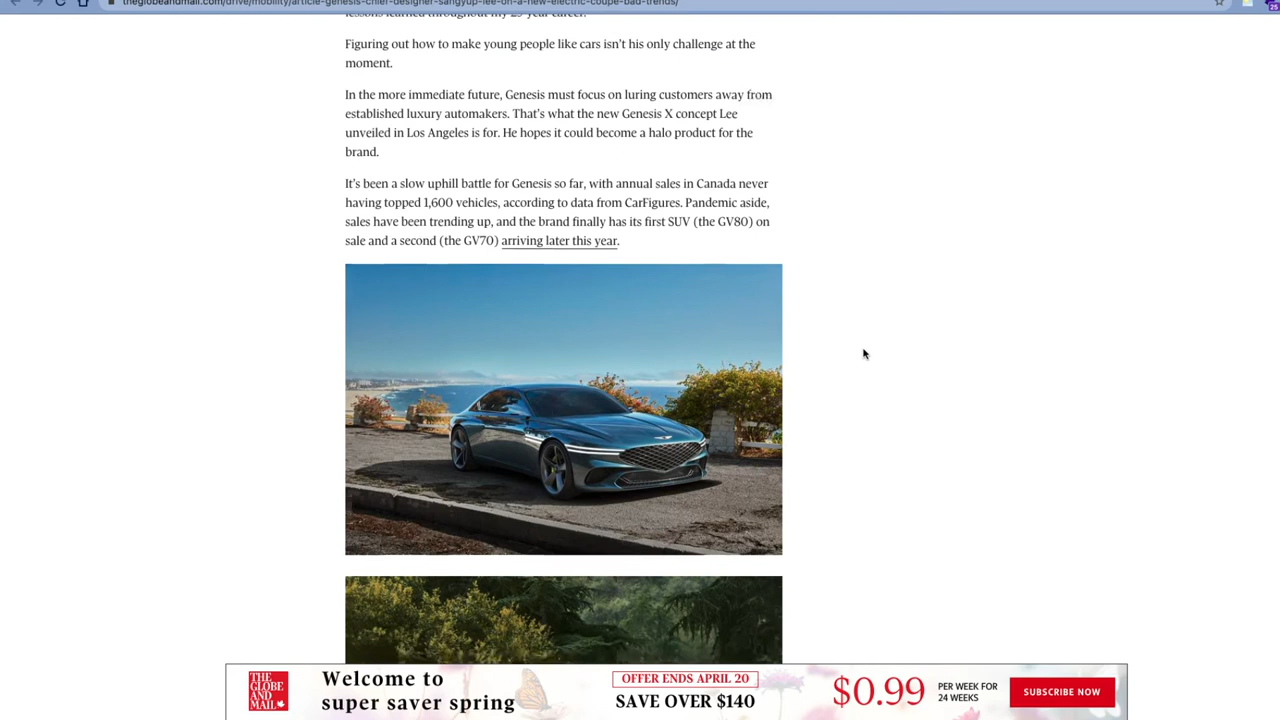 theglobeandmail.com/drive/mobility/article-genesis-chief-designer-sangyup-lee-on-a-new-electric-coupe-bad-trends/
25
lessons learned throughout my 25-year career.
Figuring out how to make young people like cars isn’t his only challenge at the
moment.
In the more immediate future, Genesis must focus on luring customers away from
established luxury automakers. That’s what the new Genesis X concept Lee
unveiled in Los Angeles is for. He hopes it could become a halo product for the
brand.
It’s been a slow uphill battle for Genesis so far, with annual sales in Canada never
having topped 1,600 vehicles, according to data from CarFigures. Pandemic aside,
sales have been trending up, and the brand finally has its first SUV (the GV80) on
sale and a second (the GV70) arriving later this year.
THE
GLOBE
AND
MAIL
Welcome to
super saver spring
OFFER ENDS APRIL 20
SAVE OVER $140
$0.99
PER WEEK FOR
24 WEEKS
SUBSCRIBE NOW